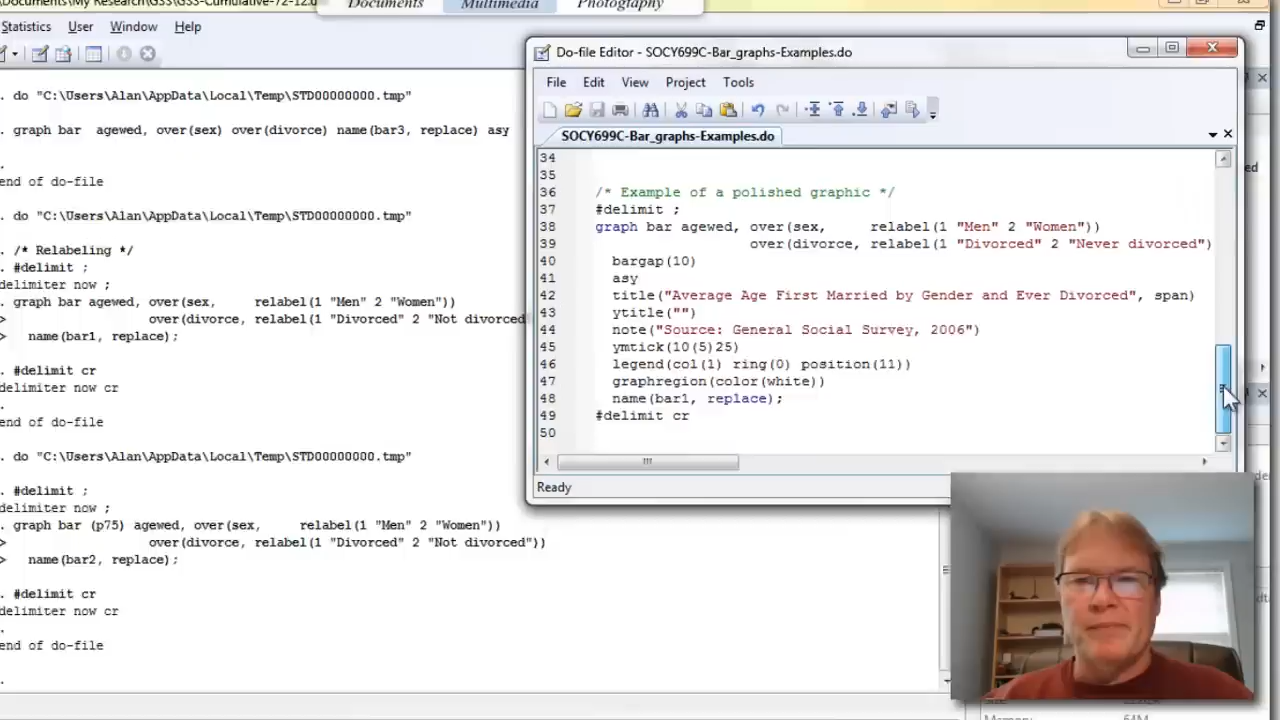 \Documents\My Research\GSS\GSS-Cumulative-72-12.d
Documents Multimedia Photography
Statistics User Window Help
. do "C:\Users\Alan\AppData\Local\Temp\STD00000000.tmp"
. graph bar  agewed, over(sex) over(divorce) name(bar3, replace) asy
.
end of do-file
. do "C:\Users\Alan\AppData\Local\Temp\STD00000000.tmp"
. /* Relabeling */
. #delimit ;
delimiter now ;
. graph bar agewed, over(sex,     relabel(1 "Men" 2 "Women"))
>                   over(divorce, relabel(1 "Divorced" 2 "Not divorced
>   name(bar1, replace);
. #delimit cr
delimiter now cr
.
end of do-file
. do "C:\Users\Alan\AppData\Local\Temp\STD00000000.tmp"
. #delimit ;
delimiter now ;
. graph bar (p75) agewed, over(sex,     relabel(1 "Men" 2 "Women"))
>                   over(divorce, relabel(1 "Divorced" 2 "Not divorced"))
>   name(bar2, replace);
. #delimit cr
delimiter now cr
.
end of do-file
.
Do-file Editor - SOCY699C-Bar_graphs-Examples.do
File Edit View Project Tools
SOCY699C-Bar_graphs-Examples.do
34
35
36 /* Example of a polished graphic */
37 #delimit ;
38 graph bar agewed, over(sex,     relabel(1 "Men" 2 "Women"))
39                   over(divorce, relabel(1 "Divorced" 2 "Never divorced")
40   bargap(10)
41   asy
42   title("Average Age First Married by Gender and Ever Divorced", span)
43   ytitle("")
44   note("Source: General Social Survey, 2006")
45   ymtick(10(5)25)
46   legend(col(1) ring(0) position(11))
47   graphregion(color(white))
48   name(bar1, replace);
49 #delimit cr
50
Ready
Memory 64M